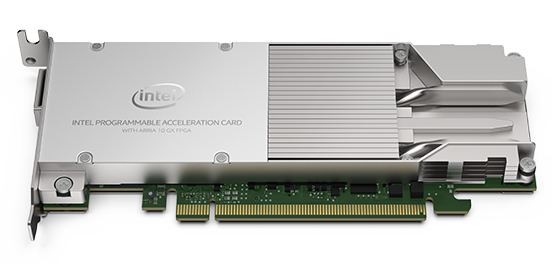 intel
INTEL PROGRAMMABLE ACCELERATION CARD
WITH ARRIA 10 GX FPGA